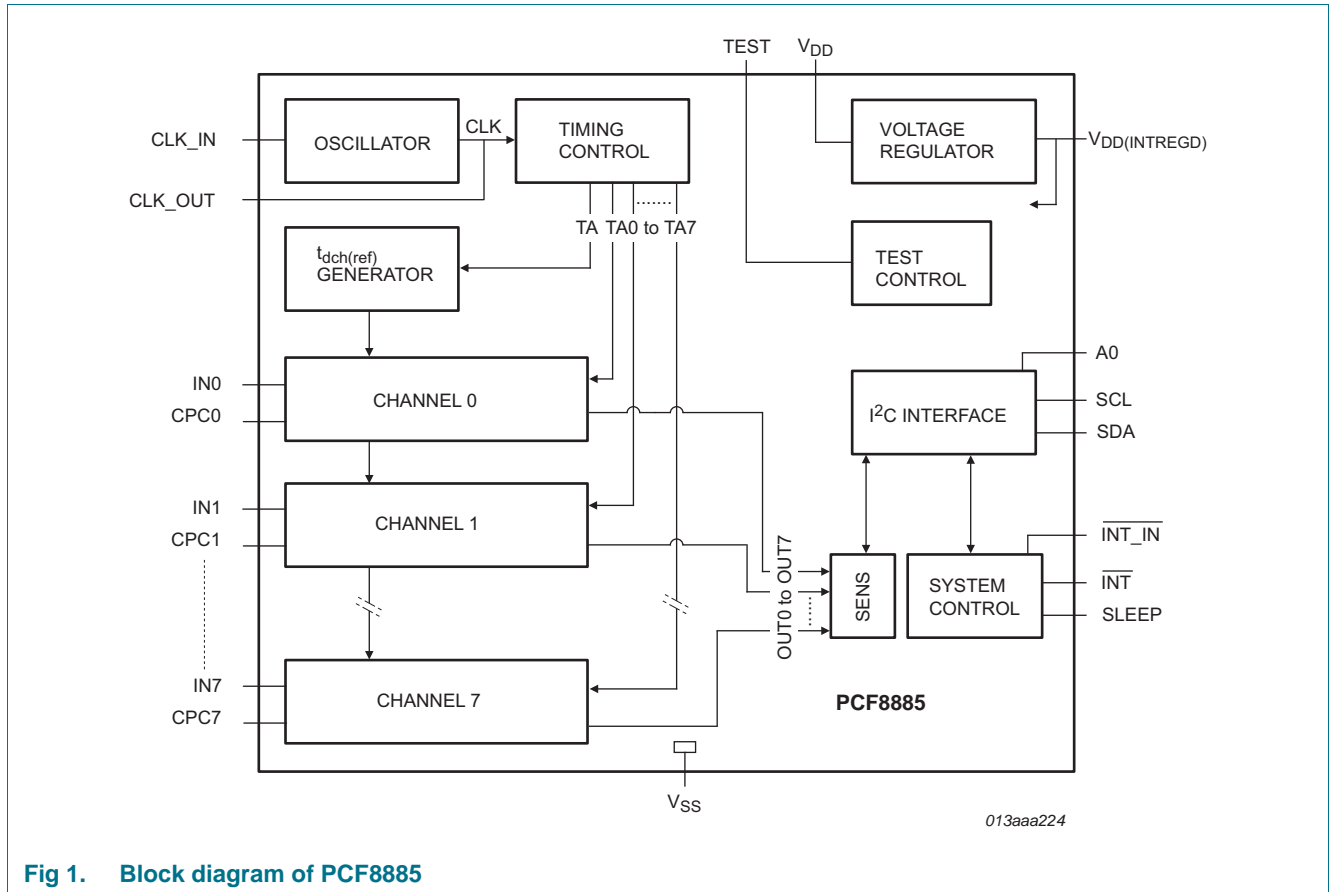 TEST
VDD
CLK_IN
OSCILLATOR
CLK
TIMING
CONTROL
VOLTAGE
REGULATOR
VDD(INTREGD)
CLK_OUT
TA TA0 to TA7
tdch(ref)
GENERATOR
TEST
CONTROL
IN0
CPC0
CHANNEL 0
A0
SCL
SDA
I2C INTERFACE
IN1
CPC1
CHANNEL 1
OUT0 to OUT7
SENS
SYSTEM
CONTROL
INT_IN
INT
SLEEP
IN7
CPC7
CHANNEL 7
PCF8885
VSS
013aaa224
Fig 1. Block diagram of PCF8885